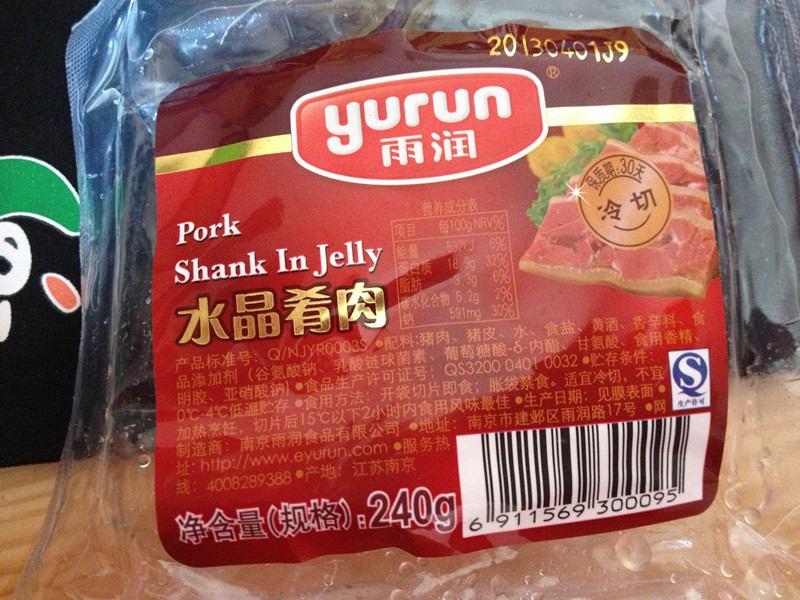 20130401J9
yurun
®
雨润
保质期:30天
冷切
Pork
Shank In Jelly
水晶肴肉
营养成分表
项目 每100g NRV%
能量 532kJ 6%
蛋白质 18.9g 32%
脂肪 3.3g 6%
碳水化合物 5.2g 2%
钠 591mg 30%
产品标准号: Q/NJYR0003S ●配料:猪肉、猪皮、水、食盐、黄酒、香辛料、食
品添加剂(谷氨酸钠、乳酸链球菌素、葡萄糖酸-δ-内酯、甘氨酸、食用香精、
明胶、亚硝酸钠)●食品生产许可证号: QS3200 0401 0032 ●贮存条件:
0℃-4℃低温贮存 ●食用方法: 开袋切片即食; 胀袋禁食。适宜冷切,不宜
加热烹饪, 切片后15℃以下2小时内食用风味最佳 ●生产日期: 见膜表面 ●
制造商: 南京雨润食品有限公司 ●地址: 南京市建邺区雨润路17号 ●网
址: http://www.eyurun.com ●服务热
线: 4008289388 ●产地: 江苏南京
S
生产许可
净含量(规格): 240g
6 911569 300095